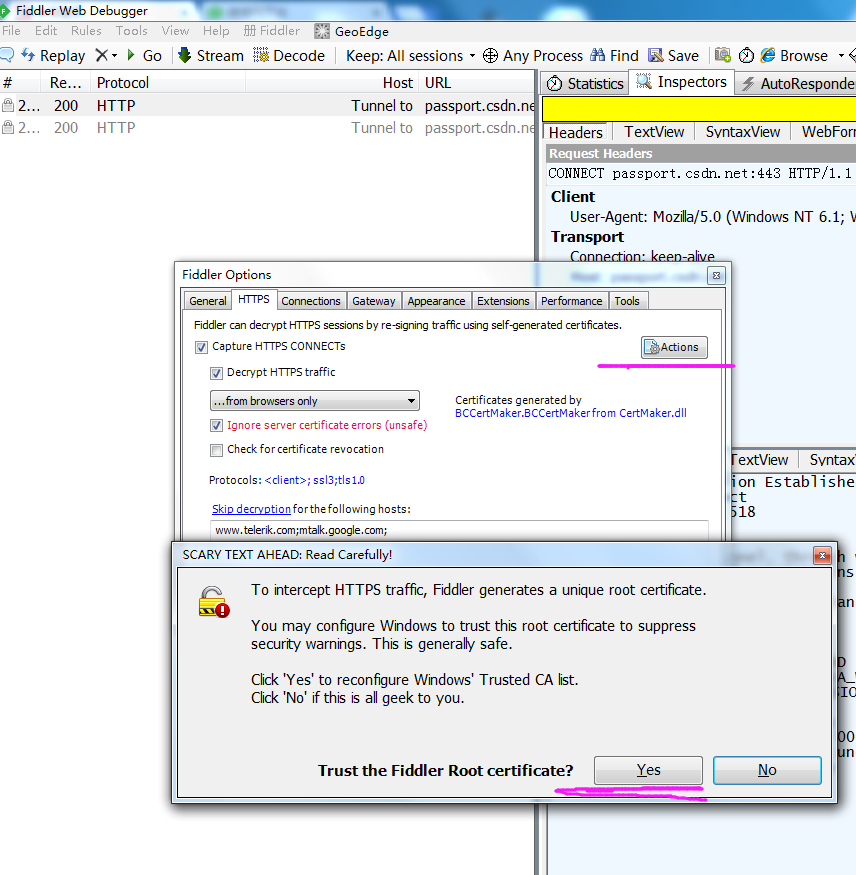 Fiddler Web Debugger
File Edit Rules Tools View Help Fiddler GeoEdge
Replay Go Stream Decode Keep: All sessions Any Process Find Save Browse
# Re... Protocol Host URL
2... 200 HTTP Tunnel to passport.csdn.ne
2... 200 HTTP Tunnel to passport.csdn.ne
Statistics Inspectors AutoResponde
Headers TextView SyntaxView WebForm
Request Headers
CONNECT passport.csdn.net:443 HTTP/1.1
Client
User-Agent: Mozilla/5.0 (Windows NT 6.1; W
Transport
Connection: keep-alive
Fiddler Options
General HTTPS Connections Gateway Appearance Extensions Performance Tools
Fiddler can decrypt HTTPS sessions by re-signing traffic using self-generated certificates.
Capture HTTPS CONNECTs
Actions
Decrypt HTTPS traffic
...from browsers only
Certificates generated by
BCCertMaker.BCCertMaker from CertMaker.dll
Ignore server certificate errors (unsafe)
Check for certificate revocation
Protocols: <client>; ssl3;tls1.0
Skip decryption for the following hosts:
www.telerik.com;mtalk.google.com;
TextView Syntax
ion Establishe
ct
518
SCARY TEXT AHEAD: Read Carefully!
To intercept HTTPS traffic, Fiddler generates a unique root certificate.
You may configure Windows to trust this root certificate to suppress
security warnings. This is generally safe.
Click 'Yes' to reconfigure Windows' Trusted CA list.
Click 'No' if this is all geek to you.
Trust the Fiddler Root certificate? Yes No